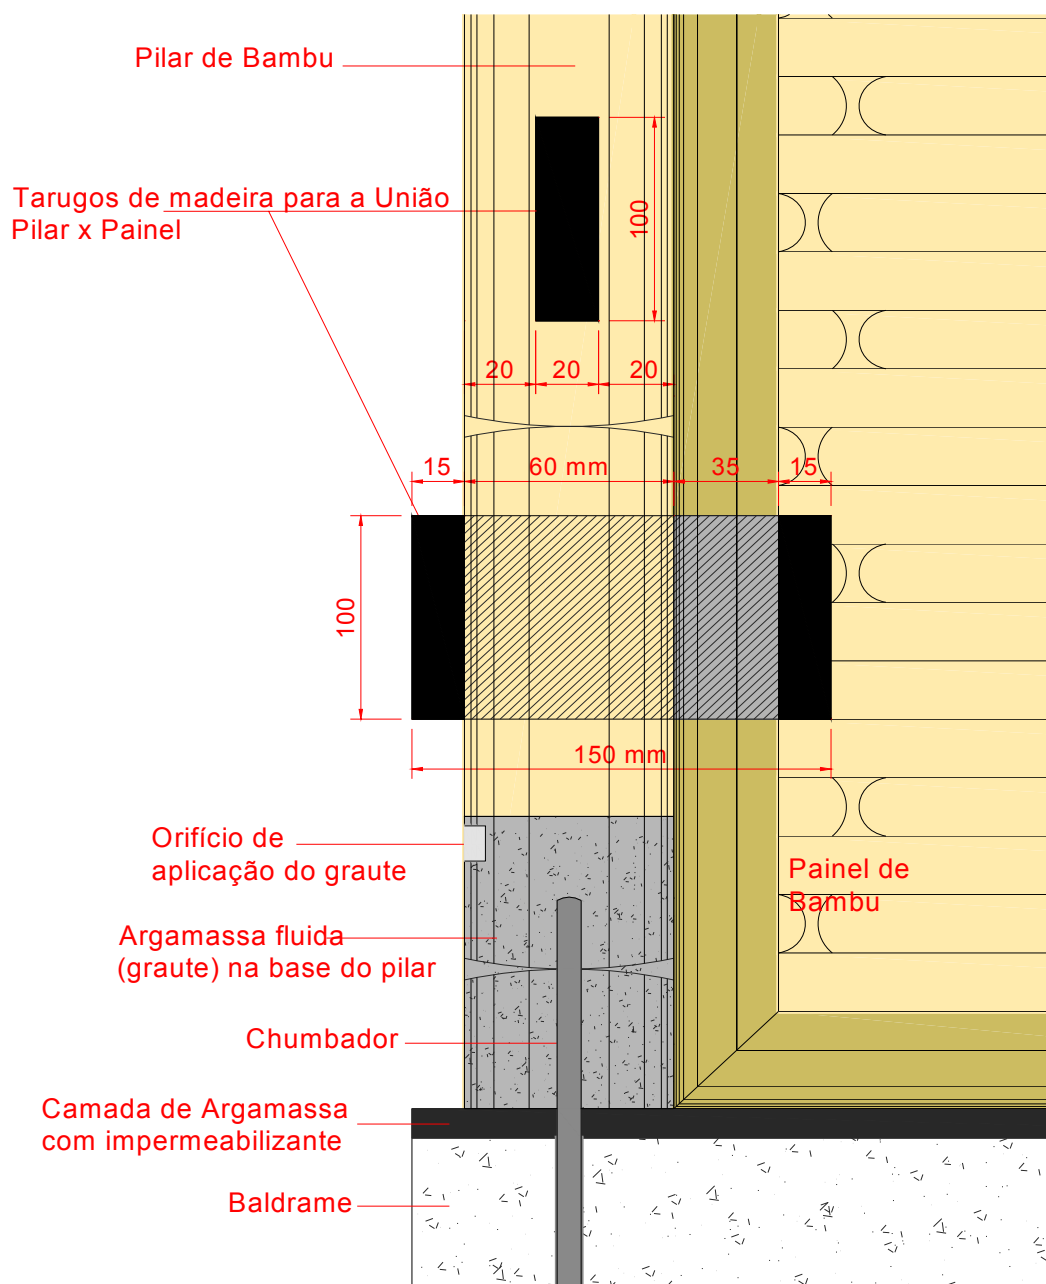 Pilar de Bambu
Tarugos de madeira para a União
Pilar x Painel
100
20 20 20
15 60 mm 35 15
100
150 mm
Orifício de
aplicação do graute
Painel de
Bambu
Argamassa fluida
(graute) na base do pilar
Chumbador
Camada de Argamassa
com impermeabilizante
Baldrame